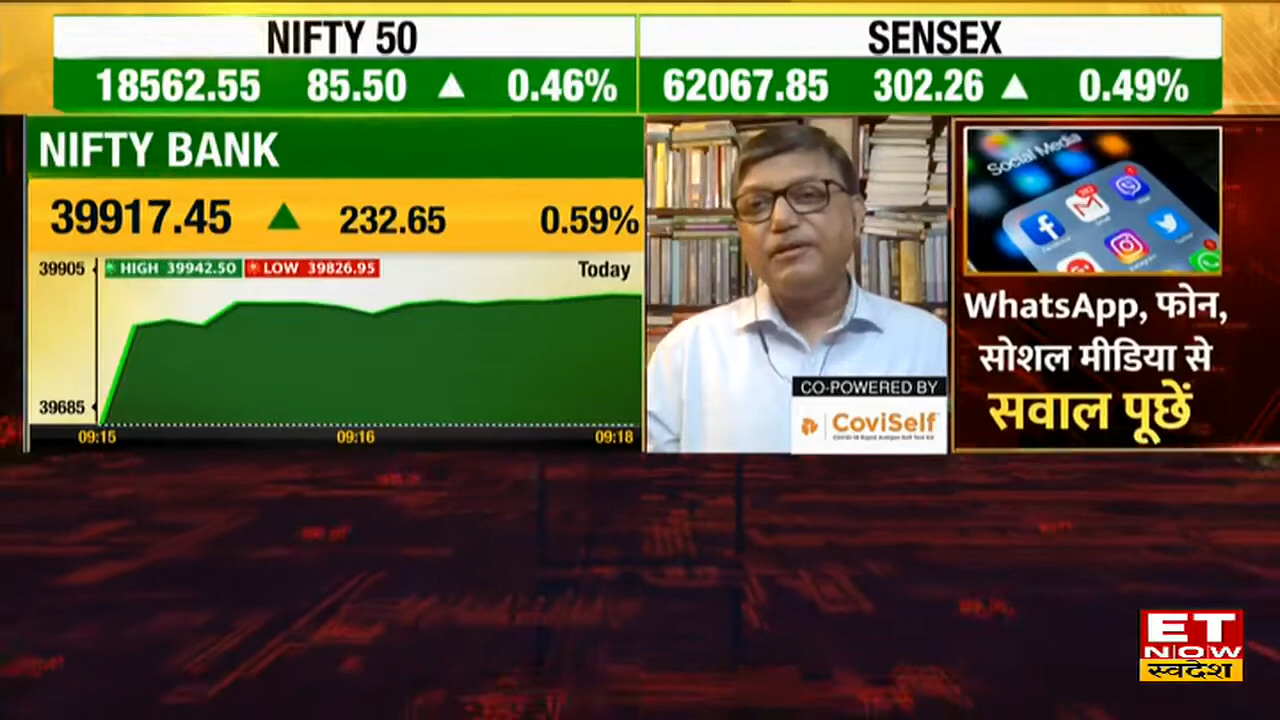 NIFTY 50
18562.55 85.50 ▲ 0.46%
SENSEX
62067.85 302.26 ▲ 0.49%
NIFTY BANK
39917.45 ▲ 232.65 0.59%
39905
HIGH 39942.50 LOW 39826.95 Today
39685
09:15 09:16 09:18
CO-POWERED BY
CoviSelf
Social Media
WhatsApp, फोन,
सोशल मीडिया से
सवाल पूछें
ET
NOW
स्वदेश